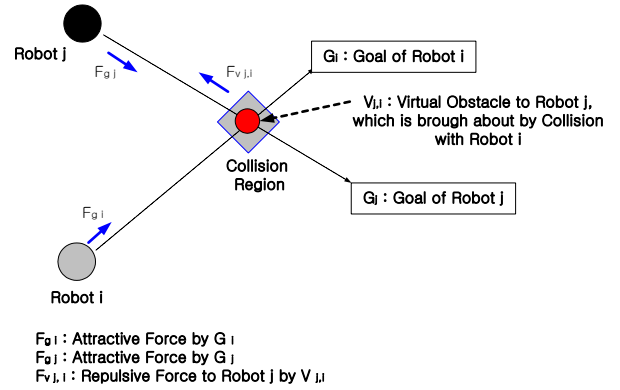 Robot j
Fg j
Fv j,i
Gi : Goal of Robot i
Vj,i : Virtual Obstacle to Robot j,
which is brough about by Collision
with Robot i
Collision
Region
Gj : Goal of Robot j
Fg i
Robot i
Fg i : Attractive Force by G i
Fg j : Attractive Force by G j
Fv j, i : Repulsive Force to Robot j by V j,i